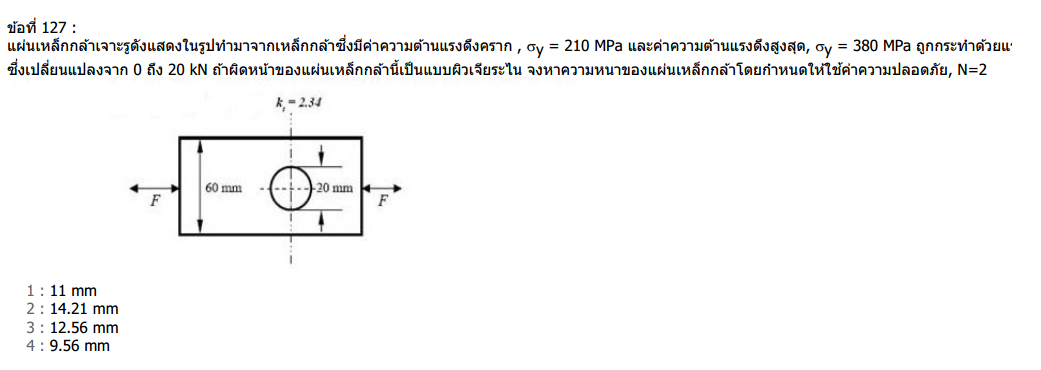 ข้อที่ 127 :
แผ่นเหล็กกล้าเจาะรูดังแสดงในรูปทำมาจากเหล็กกล้าซึ่งมีค่าความต้านแรงดึงคราก , σy = 210 MPa และค่าความต้านแรงดึงสูงสุด, σy = 380 MPa ถูกกระทำด้วย
ซึ่งเปลี่ยนแปลงจาก 0 ถึง 20 kN ถ้าผิดหน้าของแผ่นเหล็กกล้านี้เป็นแบบผิวเจียระไน จงหาความหนาของแผ่นเหล็กกล้าโดยกำหนดให้ใช้ค่าความปลอดภัย, N=2
kt = 2.34
60 mm
20 mm
F
F
1 : 11 mm
2 : 14.21 mm
3 : 12.56 mm
4 : 9.56 mm